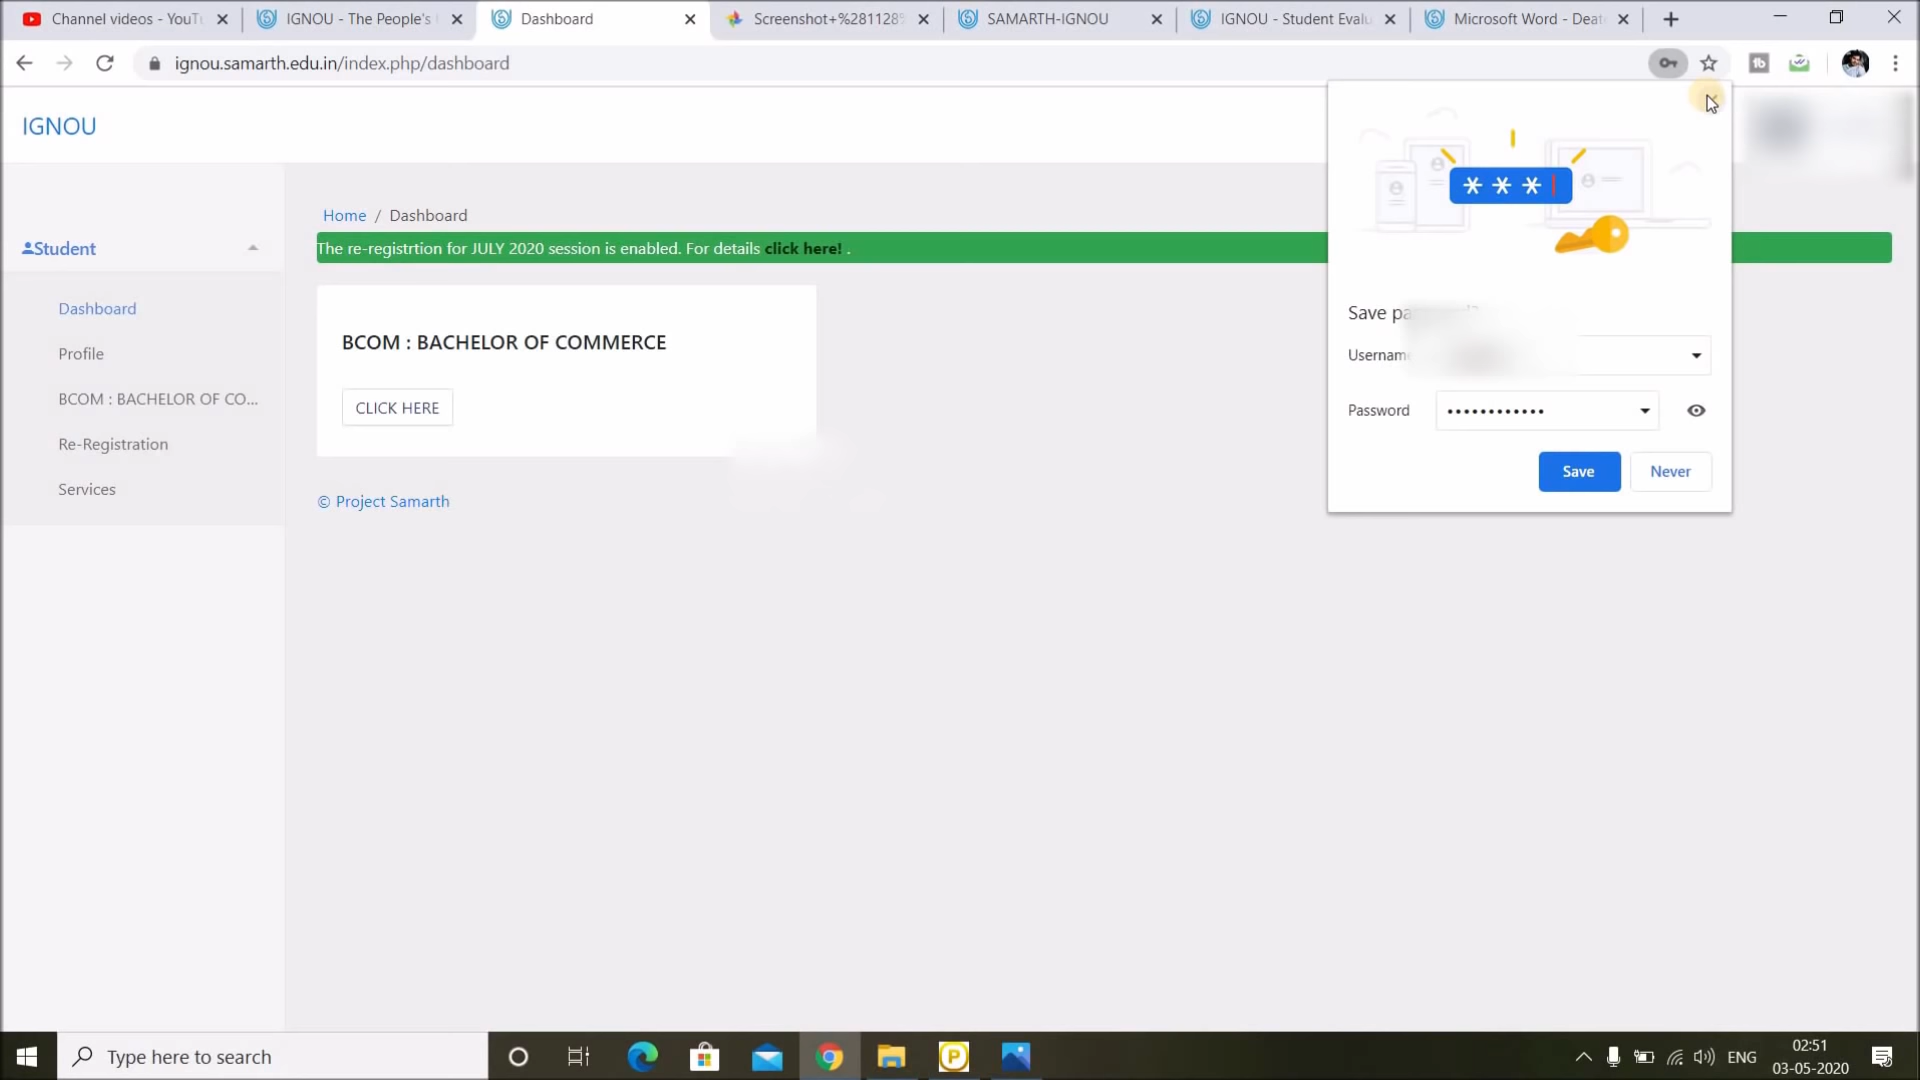 Channel videos - YouTu
IGNOU - The People's
Dashboard
Screenshot+%281128%
SAMARTH-IGNOU
IGNOU - Student Evalu
Microsoft Word - Deat
ignou.samarth.edu.in/index.php/dashboard
IGNOU
Home / Dashboard
The re-registrtion for JULY 2020 session is enabled. For details click here! .
Student
Dashboard
Profile
BCOM : BACHELOR OF CO...
Re-Registration
Services
BCOM : BACHELOR OF COMMERCE
CLICK HERE
© Project Samarth
***
Save
Username
Password ••••••••••••
Save Never
Type here to search
ENG
02:51
03-05-2020